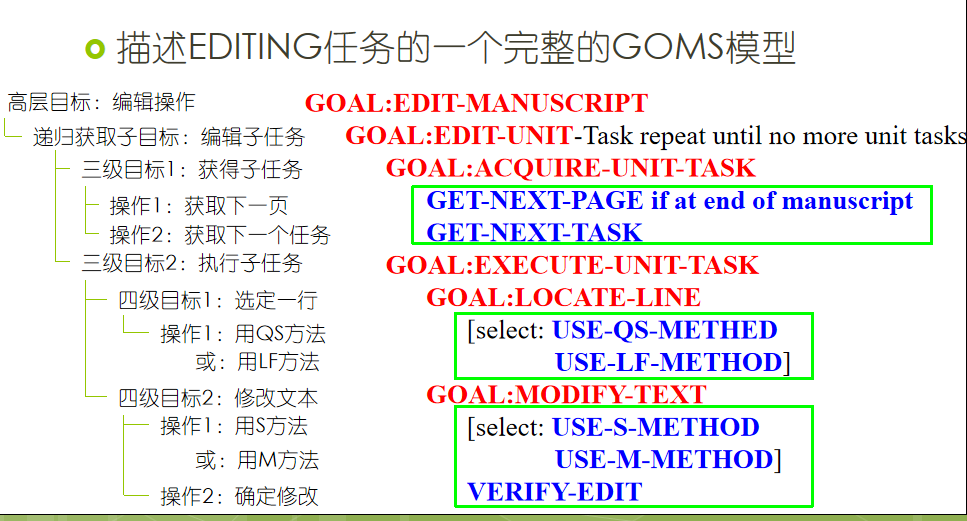 描述EDITING任务的一个完整的GOMS模型
高层目标：编辑操作 GOAL:EDIT-MANUSCRIPT
递归获取子目标：编辑子任务 GOAL:EDIT-UNIT-Task repeat until no more unit tasks
三级目标1：获得子任务 GOAL:ACQUIRE-UNIT-TASK
操作1：获取下一页 GET-NEXT-PAGE if at end of manuscript
操作2：获取下一个任务 GET-NEXT-TASK
三级目标2：执行子任务 GOAL:EXECUTE-UNIT-TASK
四级目标1：选定一行 GOAL:LOCATE-LINE
操作1：用QS方法 [select: USE-QS-METHED
或：用LF方法 USE-LF-METHOD]
四级目标2：修改文本 GOAL:MODIFY-TEXT
操作1：用S方法 [select: USE-S-METHOD
或：用M方法 USE-M-METHOD]
操作2：确定修改 VERIFY-EDIT